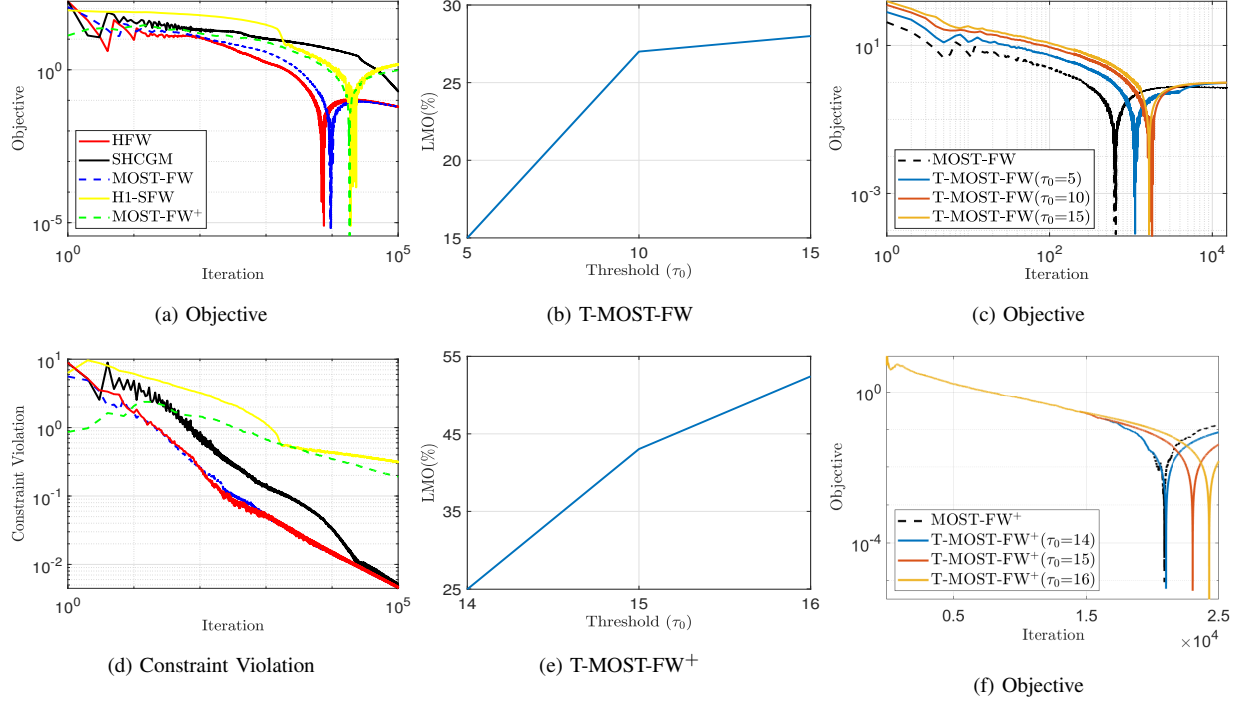 Objective
10^0
10^-5
HFW
SHCGM
MOST-FW
H1-SFW
MOST-FW^+
10^0
10^5
Iteration
(a) Objective
LMO(%)
30
25
20
15
5
10
15
Threshold (τ₀)
(b) T-MOST-FW
Objective
10^1
10^-3
MOST-FW
T-MOST-FW(τ₀=5)
T-MOST-FW(τ₀=10)
T-MOST-FW(τ₀=15)
10^0
10^2
10^4
Iteration
(c) Objective
Constraint Violation
10^1
10^0
10^-1
10^-2
10^0
10^5
Iteration
(d) Constraint Violation
LMO(%)
55
45
35
25
14
15
16
Threshold (τ₀)
(e) T-MOST-FW^+
Objective
10^0
10^-4
MOST-FW^+
T-MOST-FW^+(τ₀=14)
T-MOST-FW^+(τ₀=15)
T-MOST-FW^+(τ₀=16)
0.5
15
2.5
Iteration
×10^4
(f) Objective